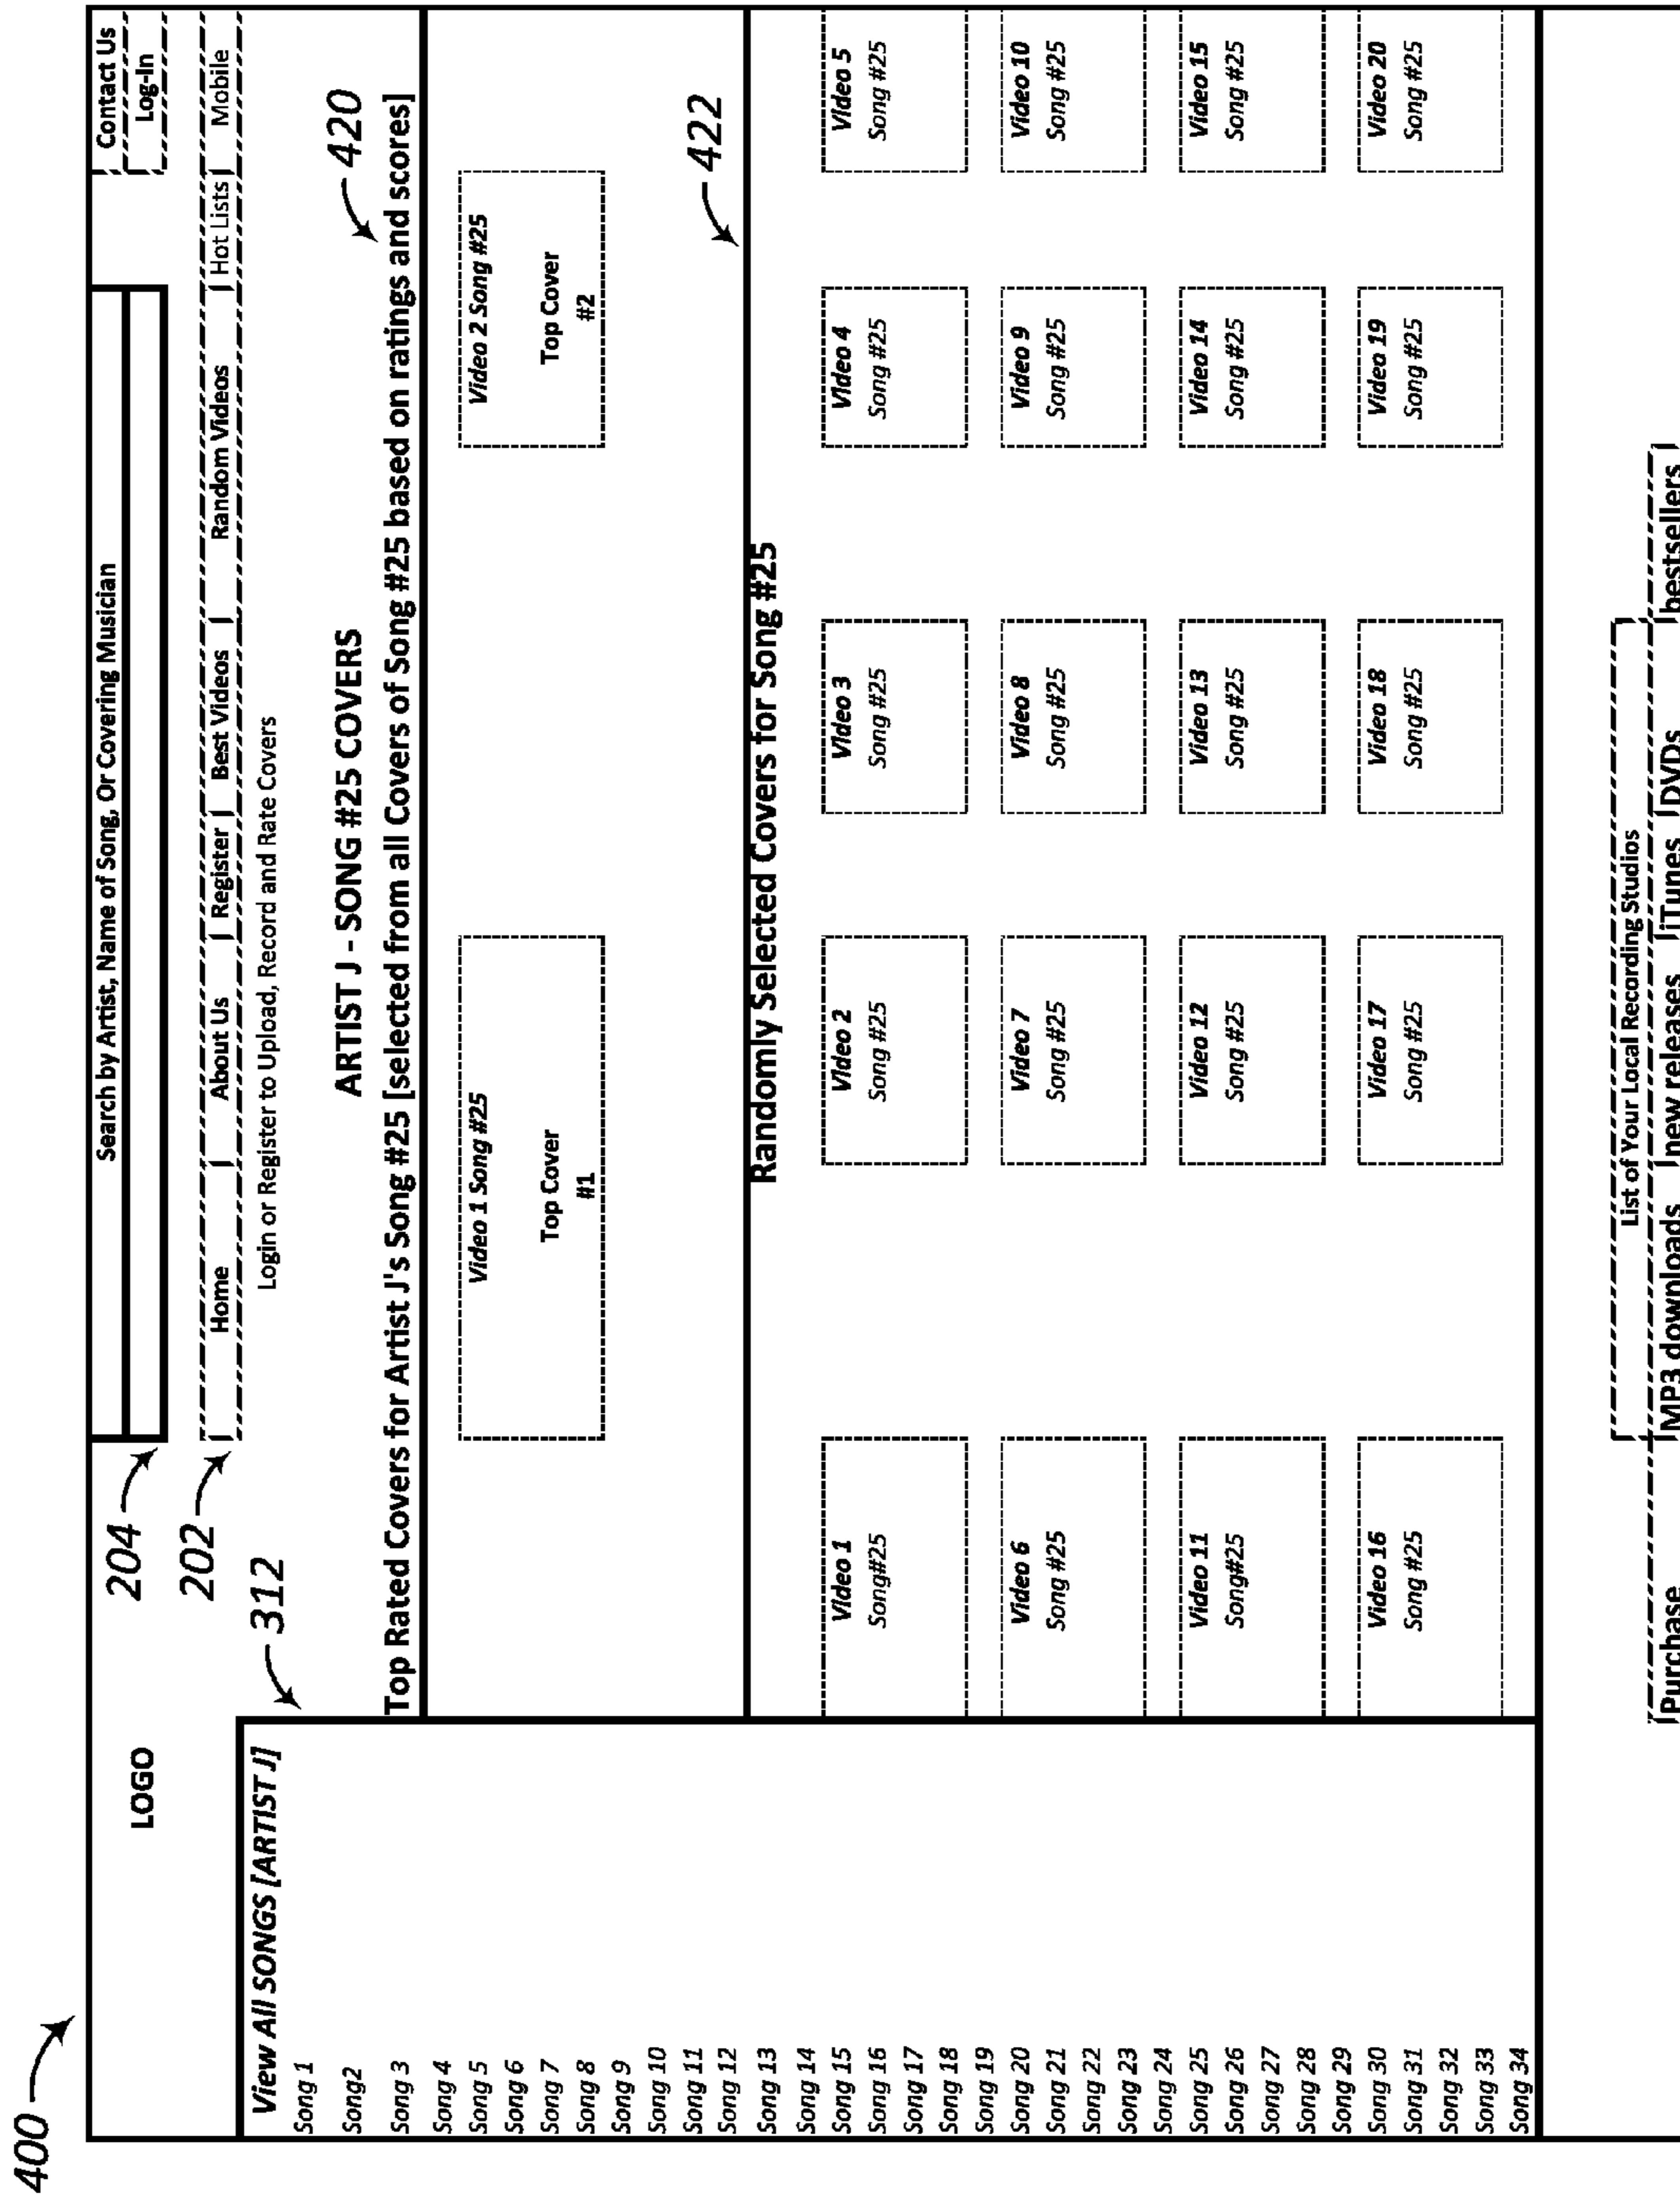 400
LOGO
204
Search by Artist, Name of Song, Or Covering Musician
Contact Us
Log-In
202
Home | About Us | Register | Best Videos | Random Videos | Hot Lists | Mobile
Login or Register to Upload, Record and Rate Covers
312
View All SONGS [ARTIST J]
Song 1
Song2
Song 3
Song 4
Song 5
Song 6
Song 7
Song 8
Song 9
Song 10
Song 11
Song 12
Song 13
Song 14
Song 15
Song 16
Song 17
Song 18
Song 19
Song 20
Song 21
Song 22
Song 23
Song 24
Song 25
Song 26
Song 27
Song 28
Song 29
Song 30
Song 31
Song 32
Song 33
Song 34
ARTIST J - SONG #25 COVERS
420
Top Rated Covers for Artist J's Song #25 [selected from all Covers of Song #25 based on ratings and scores]
Video 1 Song #25
Top Cover
#1
Video 2 Song #25
Top Cover
#2
422
Randomly Selected Covers for Song #25
Video 1
Song#25
Video 2
Song #25
Video 3
Song #25
Video 4
Song #25
Video 5
Song #25
Video 6
Song #25
Video 7
Song #25
Video 8
Song #25
Video 9
Song #25
Video 10
Song #25
Video 11
Song#25
Video 12
Song #25
Video 13
Song #25
Video 14
Song #25
Video 15
Song #25
Video 16
Song #25
Video 17
Song #25
Video 18
Song #25
Video 19
Song #25
Video 20
Song #25
List of Your Local Recording Studios
Purchase |MP3 downloads |new releases |iTunes |DVDs |bestsellers |